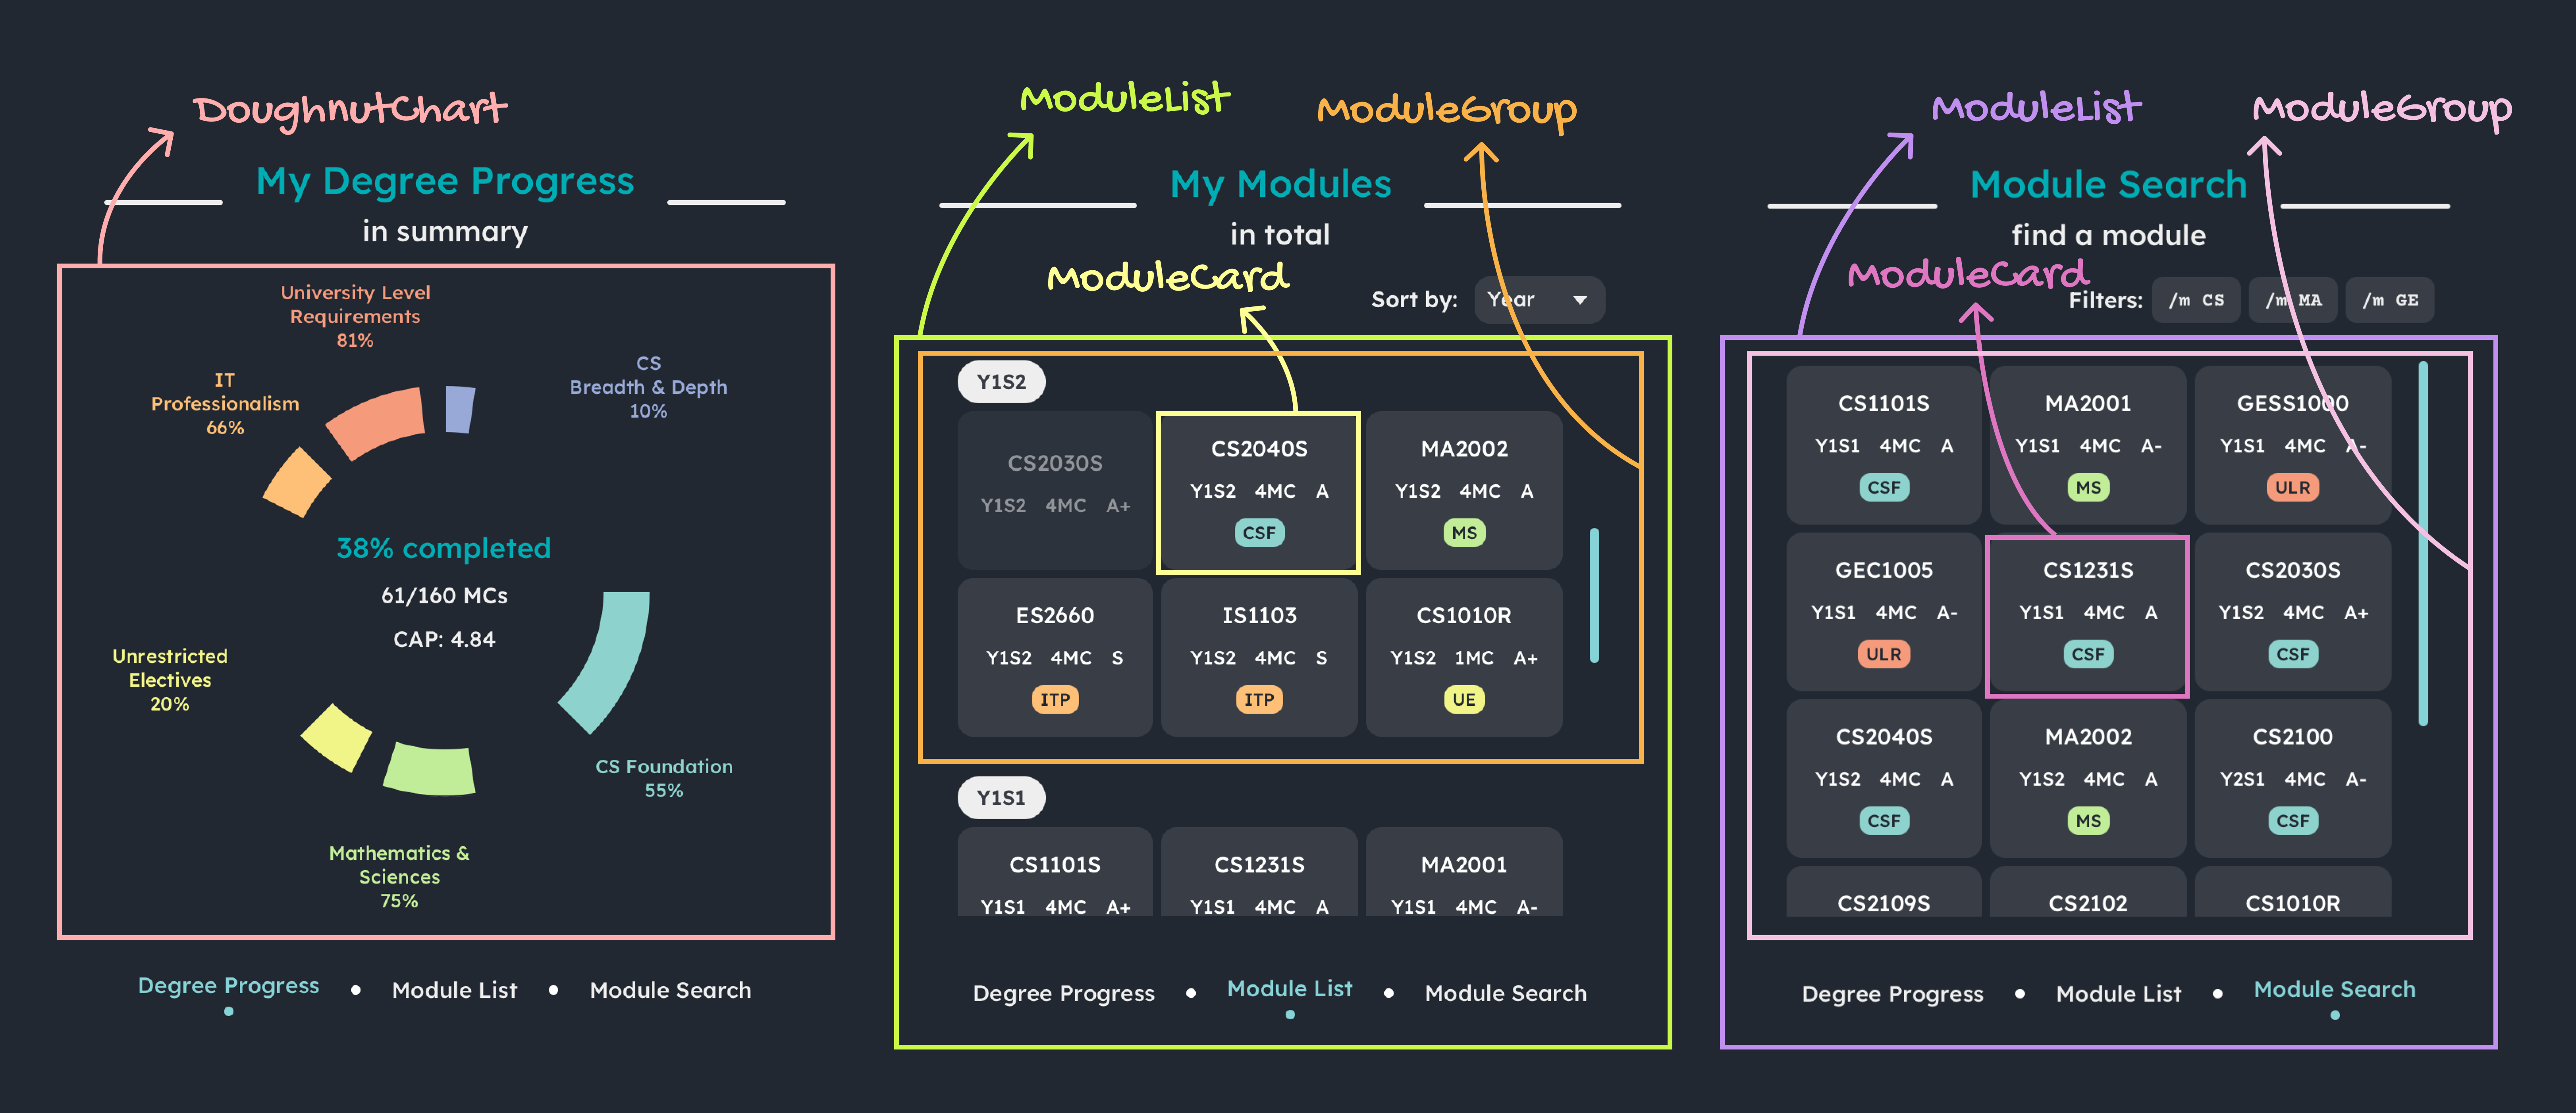 DoughnutChart
My Degree Progress
in summary
University Level
Requirements
81%
CS
Breadth & Depth
10%
IT
Professionalism
66%
38% completed
61/160 MCs
CAP: 4.84
Unrestricted
Electives
20%
CS Foundation
55%
Mathematics &
Sciences
75%
Degree Progress • Module List • Module Search
ModuleList
ModuleGroup
My Modules
in total
ModuleCard
Sort by: Year
Y1S2
CS2030S CS2040S MA2002
Y1S2 4MC A+ Y1S2 4MC A Y1S2 4MC A
CSF MS
ES2660 IS1103 CS1010R
Y1S2 4MC S Y1S2 4MC S Y1S2 1MC A+
ITP ITP UE
Y1S1
CS1101S CS1231S MA2001
Y1S1 4MC A+ Y1S1 4MC A Y1S1 4MC A-
Degree Progress • Module List • Module Search
ModuleList
ModuleGroup
Module Search
find a module
ModuleCard
Filters: /m CS /m MA /m GE
CS1101S MA2001 GESS1000
Y1S1 4MC A Y1S1 4MC A- Y1S1 4MC A-
CSF MS ULR
GEC1005 CS1231S CS2030S
Y1S1 4MC A- Y1S1 4MC A Y1S2 4MC A+
ULR CSF CSF
CS2040S MA2002 CS2100
Y1S2 4MC A Y1S2 4MC A Y2S1 4MC A-
CSF MS CSF
CS2109S CS2102 CS1010R
Degree Progress • Module List • Module Search